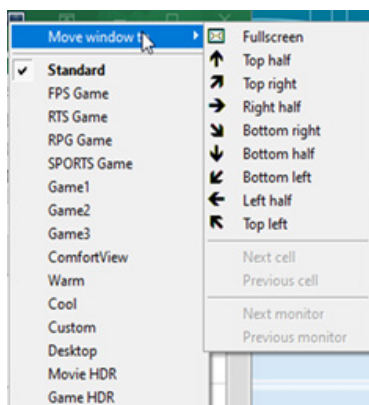 Move window to
Standard
FPS Game
RTS Game
RPG Game
SPORTS Game
Game1
Game2
Game3
ComfortView
Warm
Cool
Custom
Desktop
Movie HDR
Game HDR
Fullscreen
Top half
Top right
Right half
Bottom right
Bottom half
Bottom left
Left half
Top left
Next cell
Previous cell
Next monitor
Previous monitor